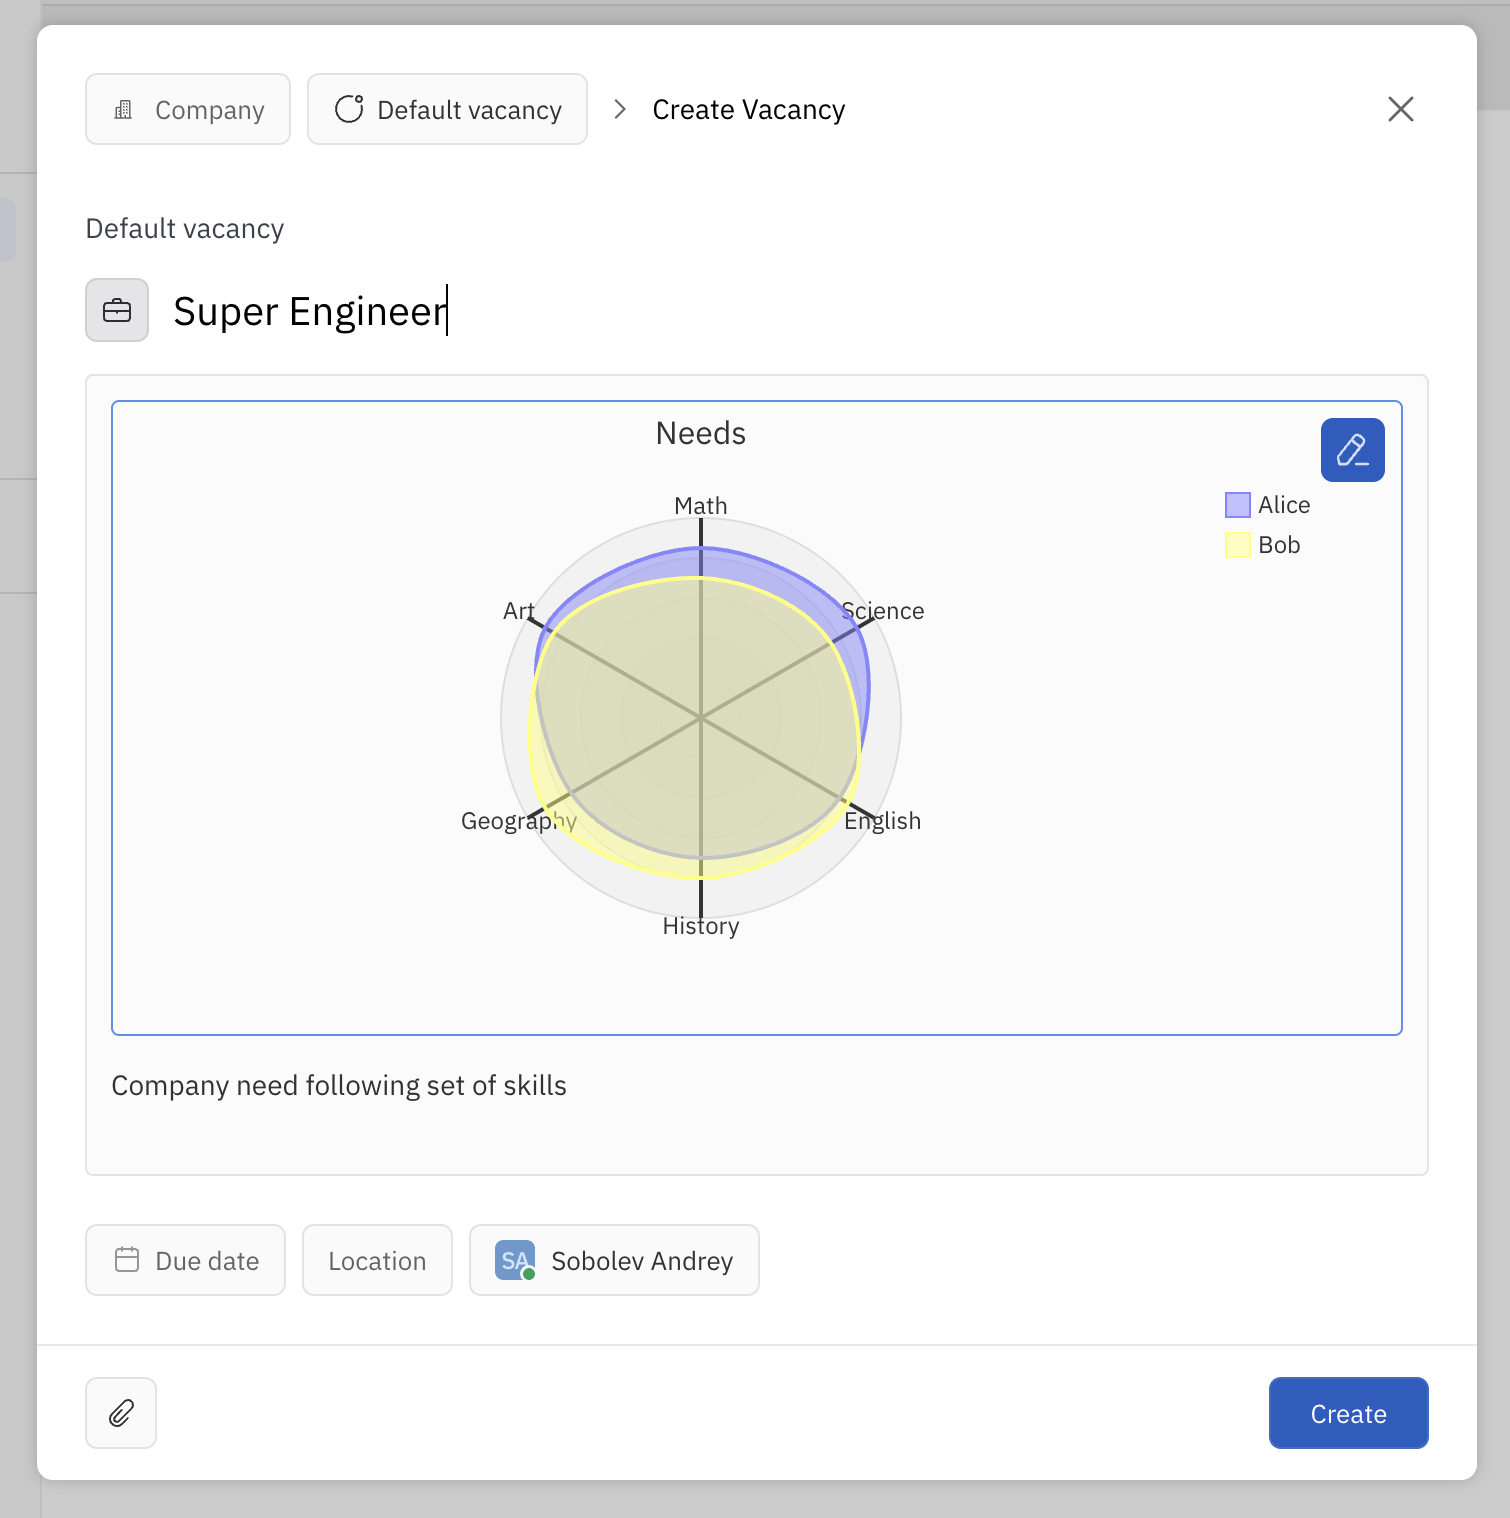 Company
Default vacancy
Create Vacancy
Default vacancy
Super Engineer
Needs
Alice
Bob
Math
Art
Science
Geography
English
History
Company need following set of skills
Due date
Location
SA
Sobolev Andrey
Create